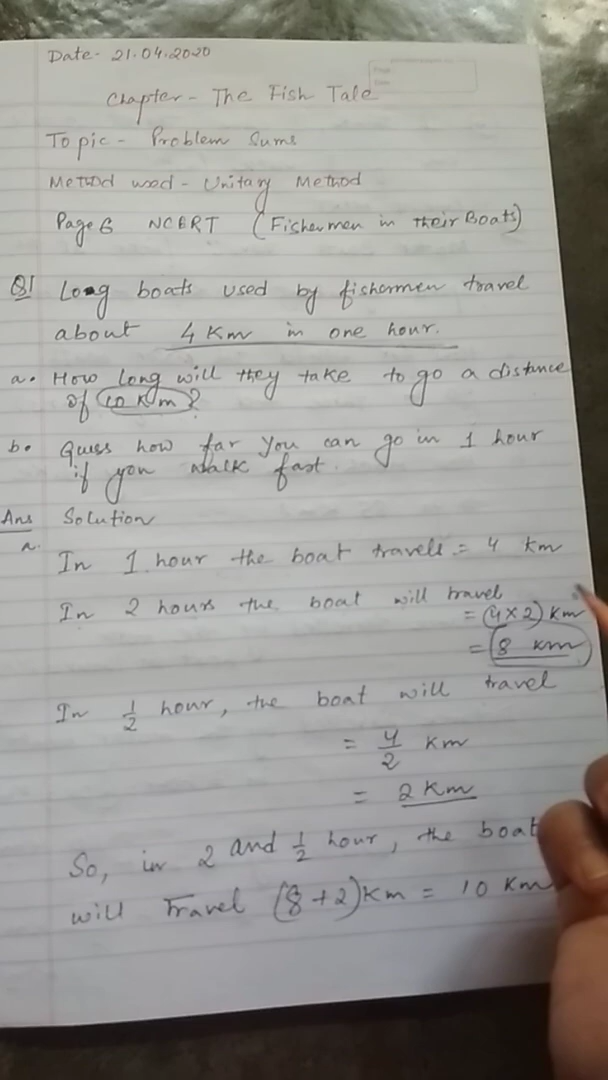 Date- 21.04.2020
Chapter- The Fish Tale
Topic - Problem Sums
Method used - Unitary Method
Page 6 NCERT (Fishermen in their Boats)
Q1 Long boats used by fishermen travel
about 4 Km in one hour.
a. How long will they take to go a distance
of 10 Km?
b. Guess how far you can go in 1 hour
if you walk fast.
Ans Solution
a.
In 1 hour the boat travels = 4 Km
In 2 hours the boat will travel
= (4×2) Km
= 8 km
In 1/2 hour, the boat will travel
= 4/2 Km
= 2 Km
So, in 2 and 1/2 hour, the boat
will Travel (8+2)Km = 10 Km